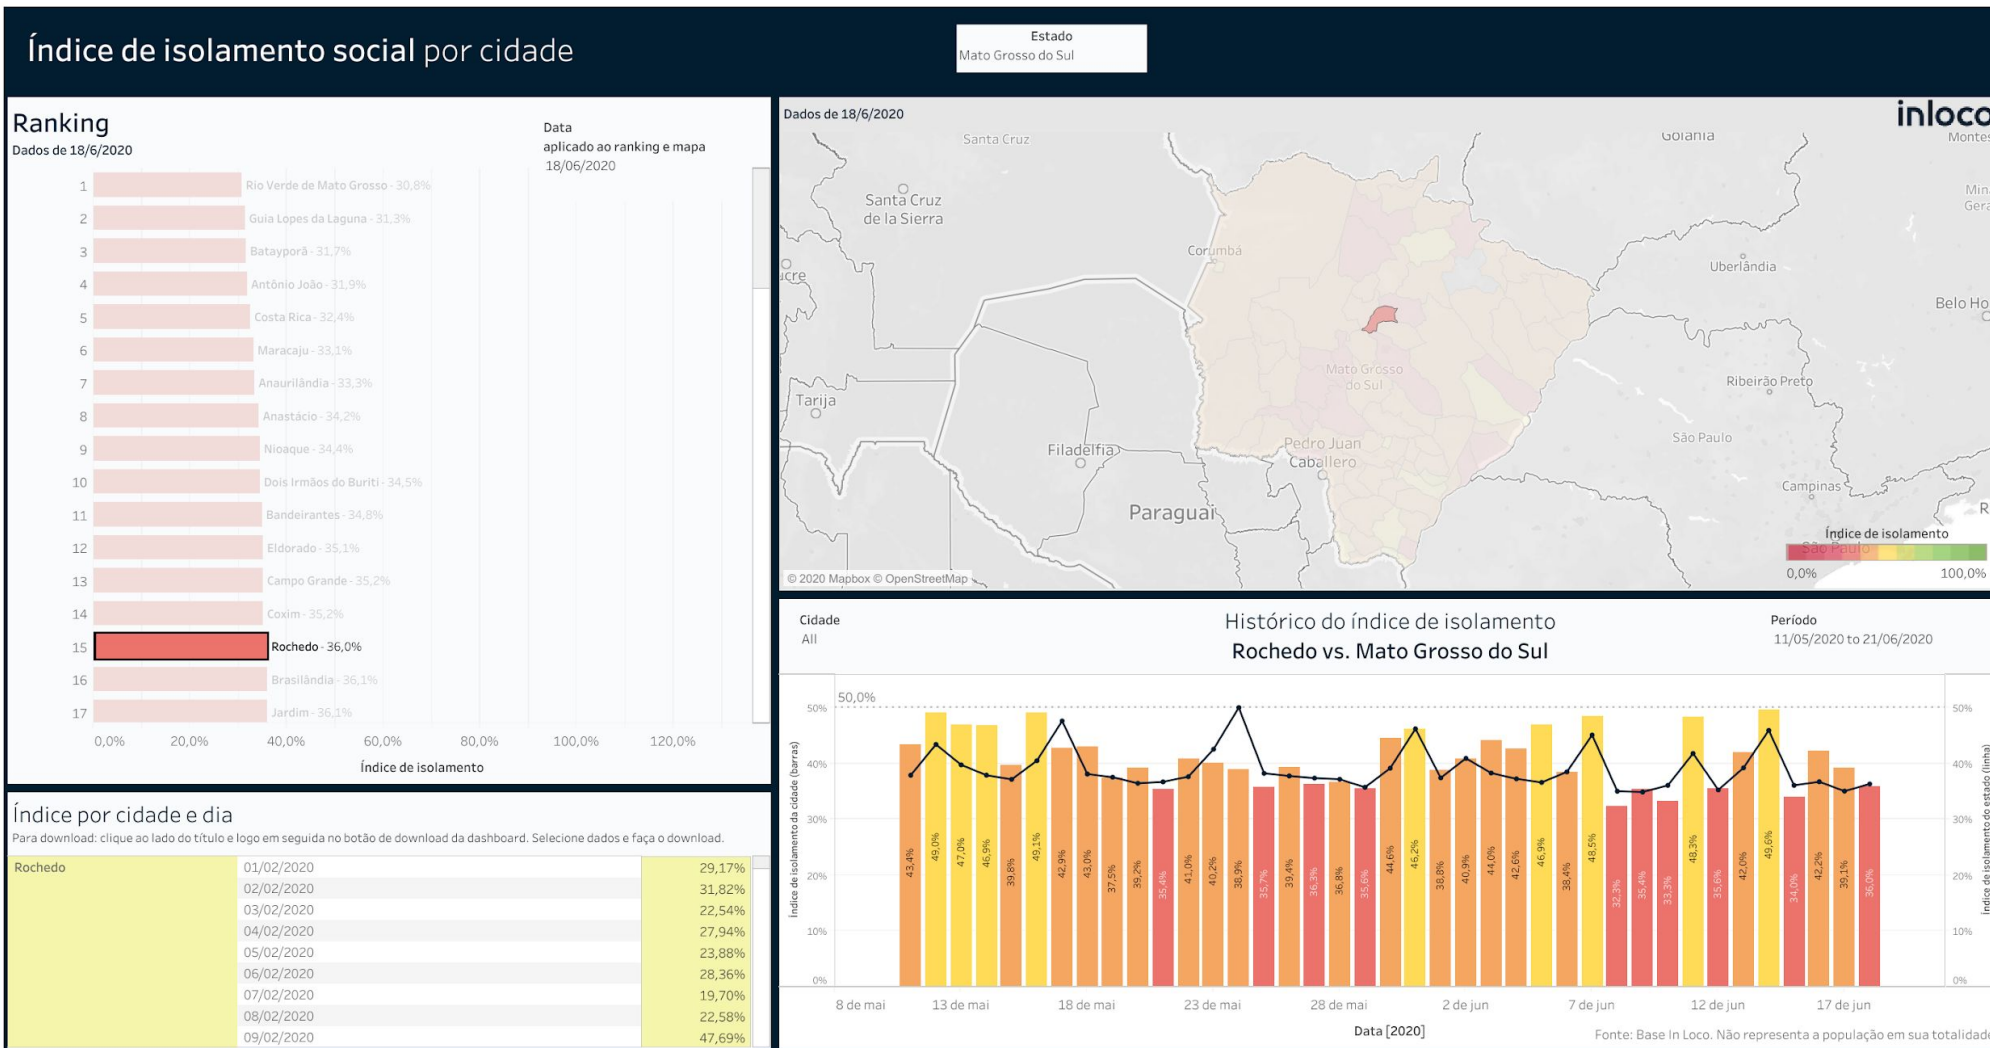 Índice de isolamento social por cidade
Estado
Mato Grosso do Sul
Ranking
Dados de 18/6/2020
Data
aplicado ao ranking e mapa
18/06/2020
1 Rio Verde de Mato Grosso - 30,8%
2 Guia Lopes da Laguna - 31,3%
3 Batayporã - 31,7%
4 Antônio João - 31,9%
5 Costa Rica - 32,4%
6 Maracaju - 33,1%
7 Anaurilândia - 33,3%
8 Anastácio - 34,2%
9 Nioaque - 34,4%
10 Dois Irmãos do Buriti - 34,5%
11 Bandeirantes - 34,8%
12 Eldorado - 35,1%
13 Campo Grande - 35,2%
14 Coxim - 35,2%
15 Rochedo - 36,0%
16 Brasilândia - 36,1%
17 Jardim - 36,1%
0,0% 20,0% 40,0% 60,0% 80,0% 100,0% 120,0%
Índice de isolamento
Índice por cidade e dia
Para download: clique ao lado do título e logo em seguida no botão de download da dashboard. Selecione dados e faça o download.
Rochedo 01/02/2020 29,17%
02/02/2020 31,82%
03/02/2020 22,54%
04/02/2020 27,94%
05/02/2020 23,88%
06/02/2020 28,36%
07/02/2020 19,70%
08/02/2020 22,58%
09/02/2020 47,69%
Dados de 18/6/2020
inloco
Santa Cruz
Goiânia
Montes
Santa Cruz
de la Sierra
Min
Gera
Corumbá
ucre
Uberlândia
Belo Ho
Mato Grosso
do Sul
Tarija
Ribeirão Preto
São Paulo
Filadélfia
Pedro Juan
Caballero
Campinas
Paraguai
R
Índice de isolamento
São Paulo
0,0% 100,0%
© 2020 Mapbox © OpenStreetMap
Cidade
All
Histórico do índice de isolamento
Rochedo vs. Mato Grosso do Sul
Período
11/05/2020 to 21/06/2020
50,0%
50%
40%
30%
20%
10%
0%
Índice de isolamento da cidade (barras)
43,4% 49,0% 47,0% 46,9% 39,8% 49,1% 42,9% 43,0% 37,5% 39,2% 35,4% 41,0% 40,2% 38,9% 35,7% 39,4% 36,3% 36,8% 35,6% 44,6% 46,2% 38,8% 40,9% 44,0% 42,6% 46,9% 38,4% 48,5% 32,3% 35,4% 33,3% 48,3% 35,6% 42,0% 49,6% 34,0% 42,2% 39,1% 36,0%
50%
40%
30%
20%
10%
0%
Índice de isolamento do estado (linha)
8 de mai 13 de mai 18 de mai 23 de mai 28 de mai 2 de jun 7 de jun 12 de jun 17 de jun
Data [2020]
Fonte: Base In Loco. Não representa a população em sua totalidade